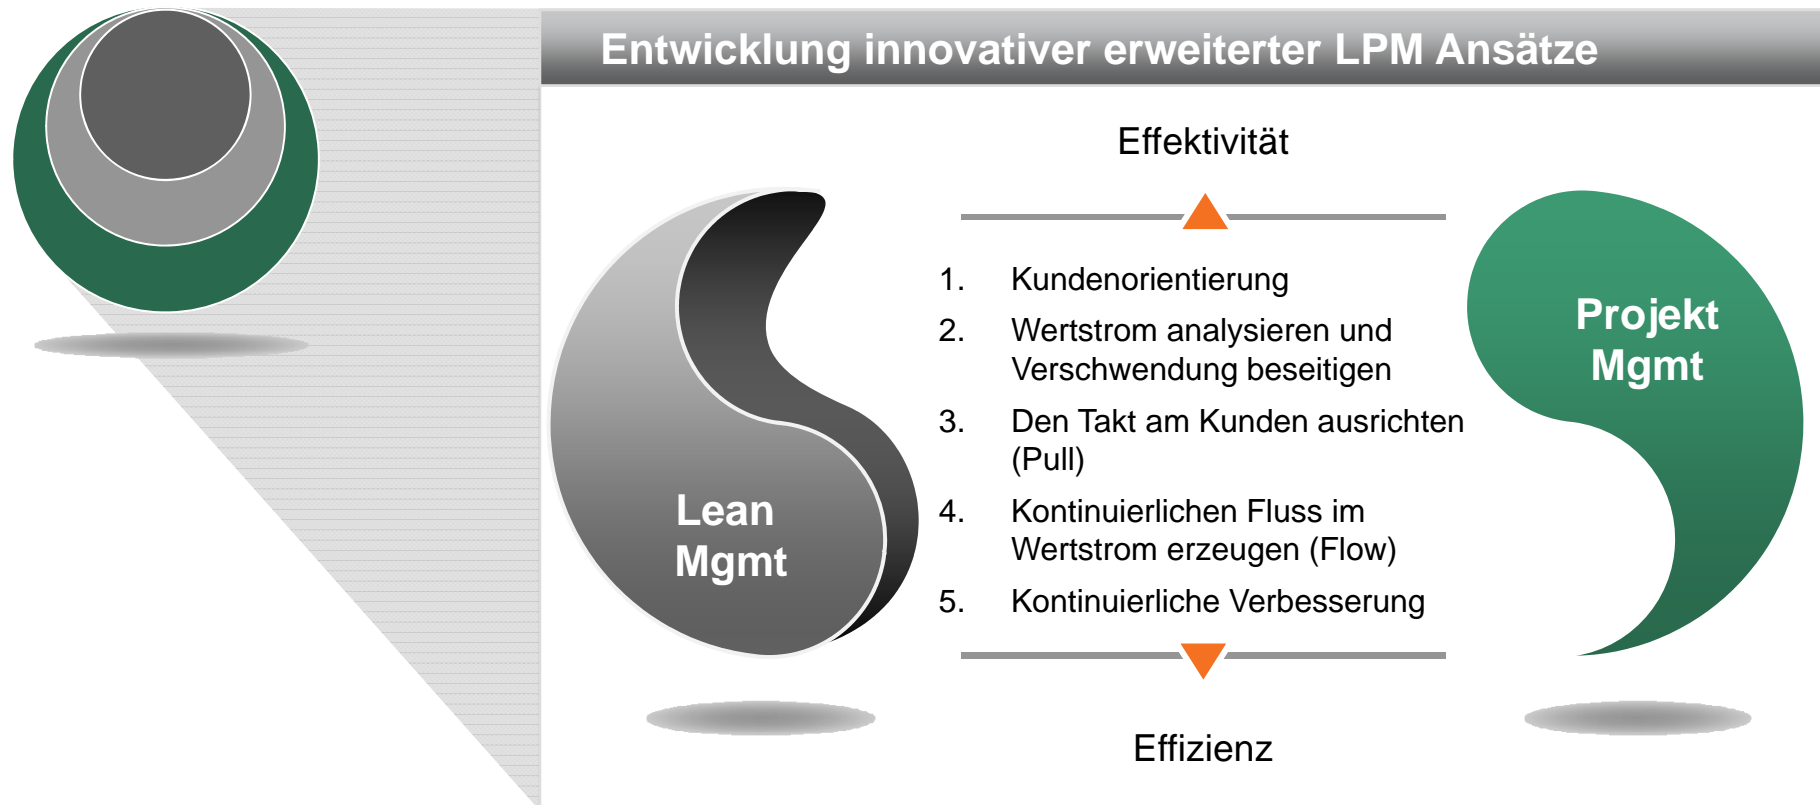 Entwicklung innovativer erweiterter LPM Ansätze
Effektivität
Lean
Mgmt
1. Kundenorientierung
2. Wertstrom analysieren und
Verschwendung beseitigen
3. Den Takt am Kunden ausrichten
(Pull)
4. Kontinuierlichen Fluss im
Wertstrom erzeugen (Flow)
5. Kontinuierliche Verbesserung
Projekt
Mgmt
Effizienz